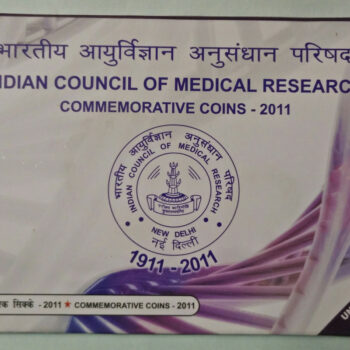 भारतीय आयुर्विज्ञान अनुसंधान परिषद
INDIAN COUNCIL OF MEDICAL RESEARCH
COMMEMORATIVE COINS - 2011
भारतीय आयुर्विज्ञान अनुसंधान परिषद
INDIAN COUNCIL OF MEDICAL RESEARCH
NEW DELHI
नई दिल्ली
1911 - 2011
सिक्के - 2011 ★ COMMEMORATIVE COINS - 2011